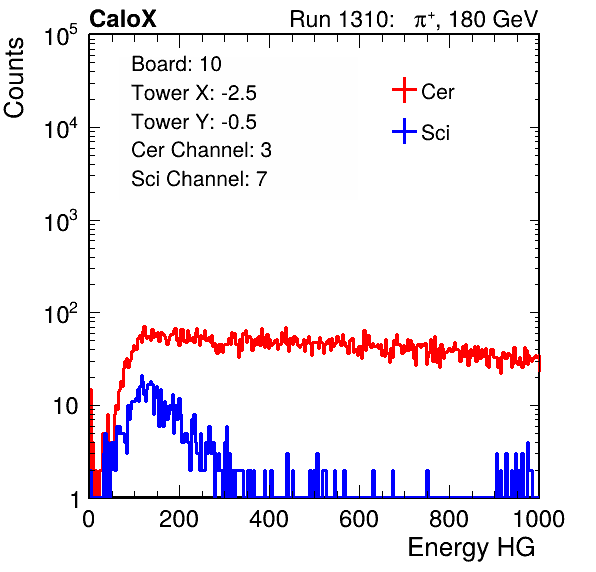 CaloX Run 1310: π⁺, 180 GeV
Counts
10⁵
10⁴
10³
10²
10
1
Board: 10
Tower X: -2.5
Tower Y: -0.5
Cer Channel: 3
Sci Channel: 7
Cer
Sci
0 200 400 600 800 1000
Energy HG